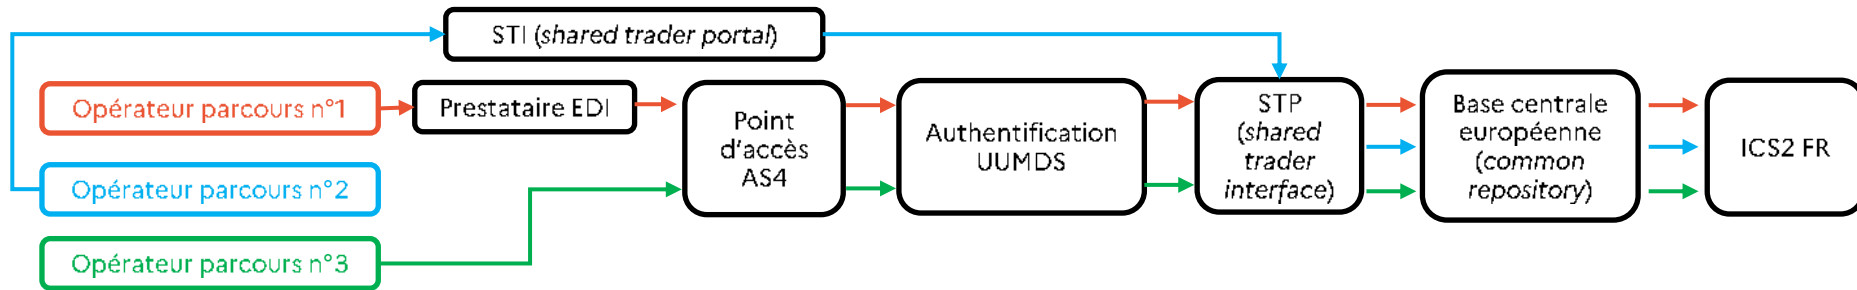 STI (shared trader portal)
Opérateur parcours n°1
Prestataire EDI
Opérateur parcours n°2
Opérateur parcours n°3
Point
d'accès
AS4
Authentification
UUMDS
STP
(shared
trader
interface)
Base centrale
européenne
(common
repository)
ICS2 FR